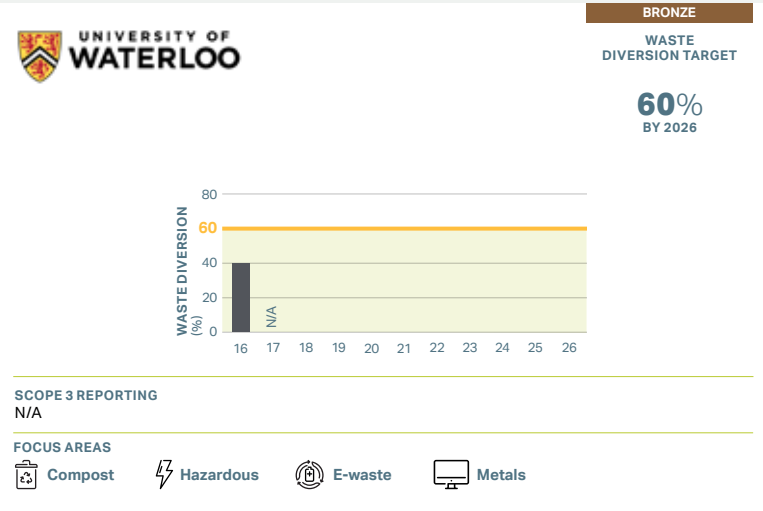 UNIVERSITY OF
WATERLOO
BRONZE
WASTE
DIVERSION TARGET
60%
BY 2026
WASTE DIVERSION
(%)
80
60
40
20
0
N/A
16 17 18 19 20 21 22 23 24 25 26
SCOPE 3 REPORTING
N/A
FOCUS AREAS
Compost Hazardous E-waste Metals